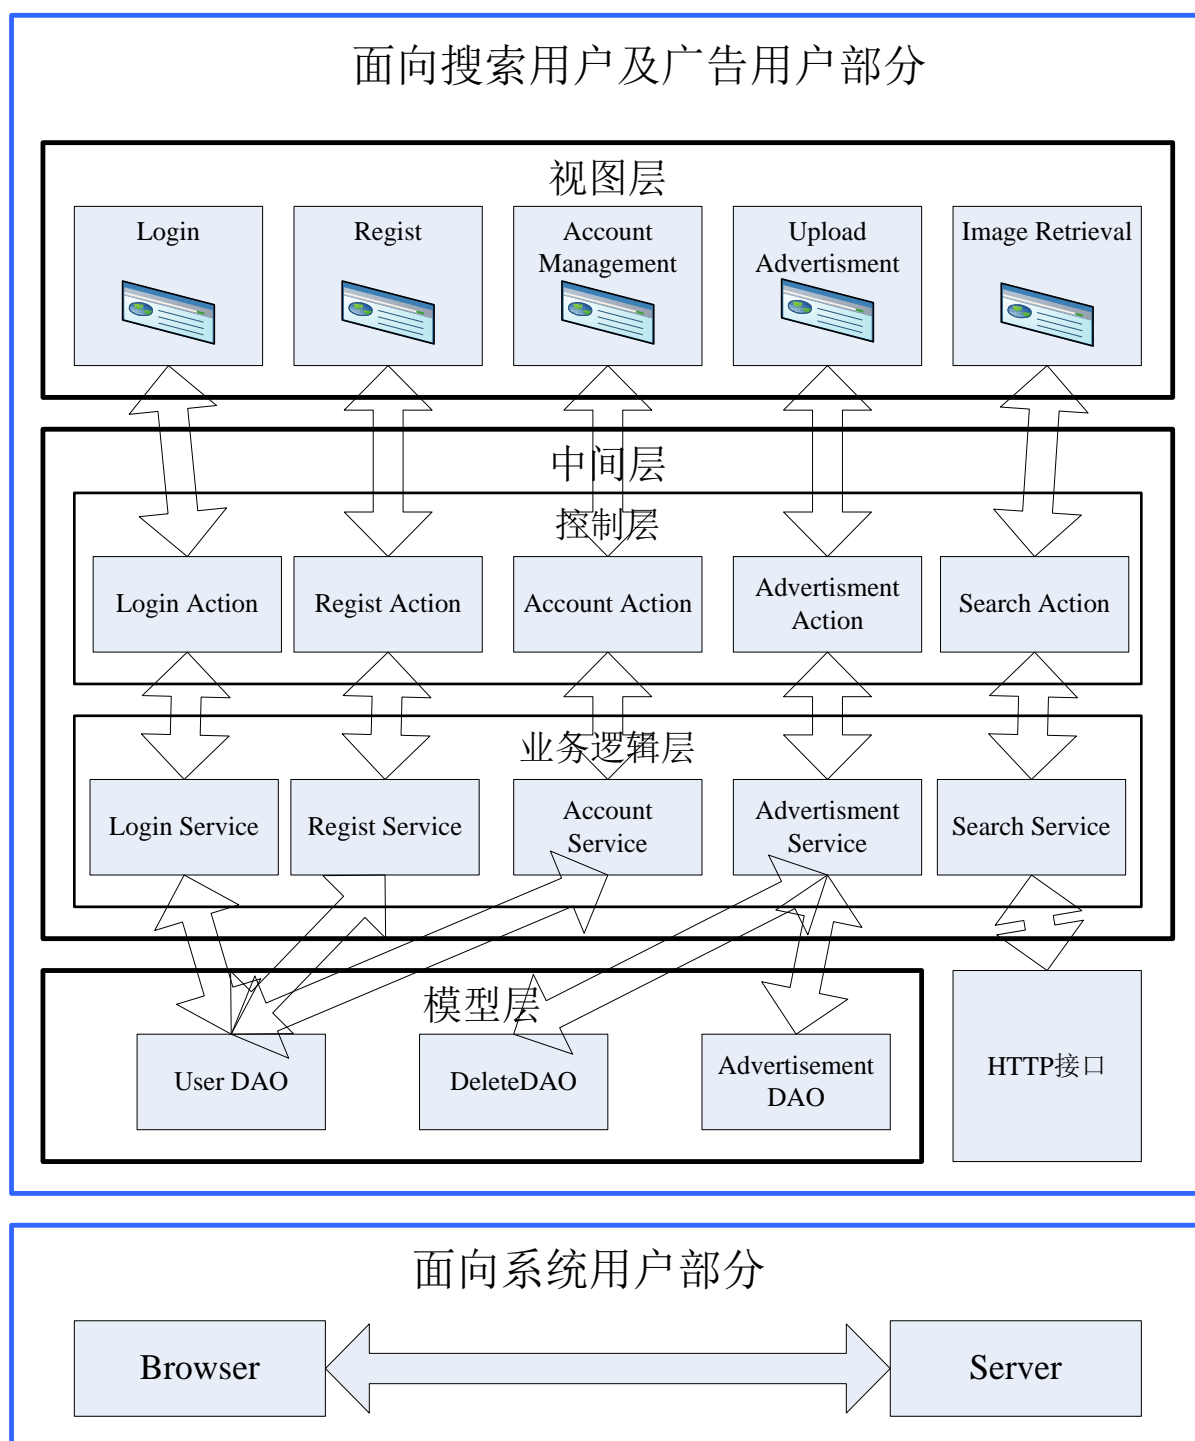 面向搜索用户及广告用户部分
视图层
Login
Regist
Account
Management
Upload
Advertisment
Image Retrieval
中间层
控制层
Login Action
Regist Action
Account Action
Advertisment
Action
Search Action
业务逻辑层
Login Service
Regist Service
Account
Service
Advertisment
Service
Search Service
模型层
User DAO
DeleteDAO
Advertisement
DAO
HTTP接口
面向系统用户部分
Browser
Server